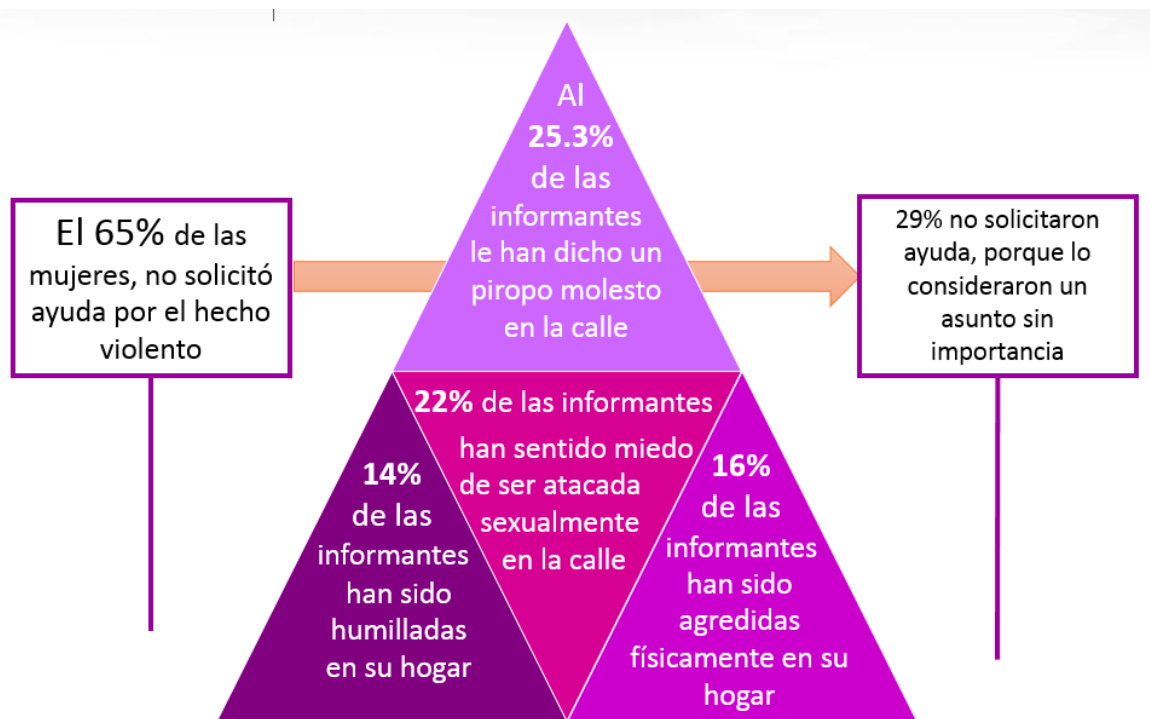 Al
25.3%
de las
informantes
le han dicho un
piropo molesto
en la calle
El 65% de las
mujeres, no solicitó
ayuda por el hecho
violento
29% no solicitaron
ayuda, porque lo
consideraron un
asunto sin
importancia
22% de las informantes
han sentido miedo
de ser atacada
sexualmente
en la calle
14%
de las
informantes
han sido
humilladas
en su hogar
16%
de las
informantes
han sido
agredidas
físicamente en su
hogar